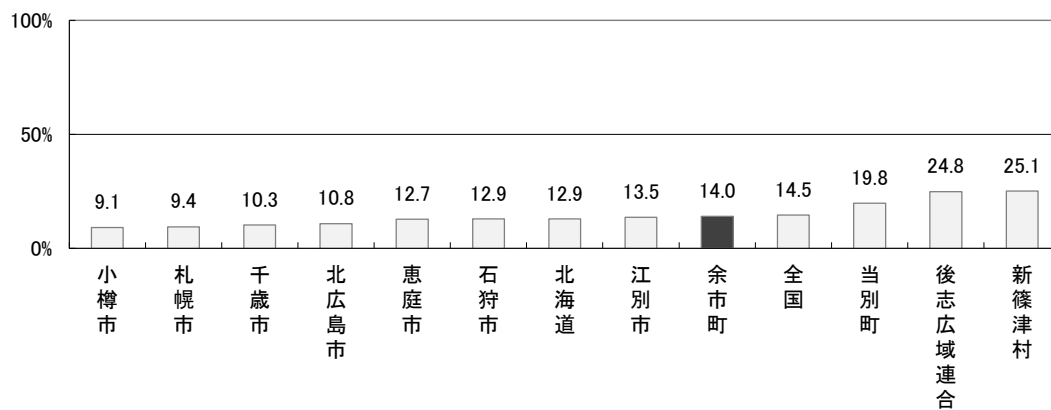 100%
50%
0%
9.1
9.4
10.3
10.8
12.7
12.9
12.9
13.5
14.0
14.5
19.8
24.8
25.1
小樽市
札幌市
千歳市
北広島市
恵庭市
石狩市
北海道
江別市
余市町
全国
当別町
後志広域連合
新篠津村